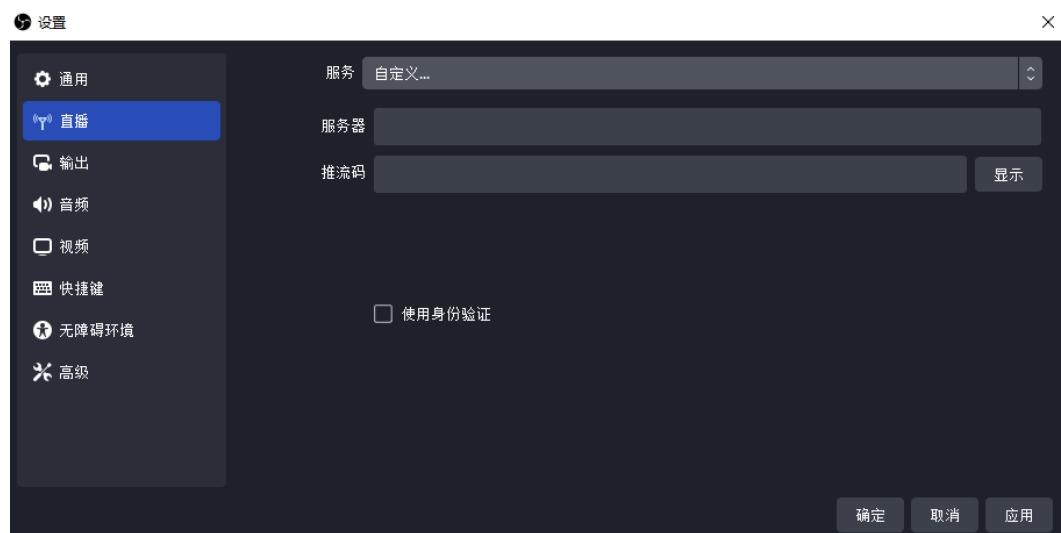 设置
通用
直播
输出
音频
视频
快捷键
无障碍环境
高级
服务 自定义...
服务器
推流码 显示
使用身份验证
确定 取消 应用